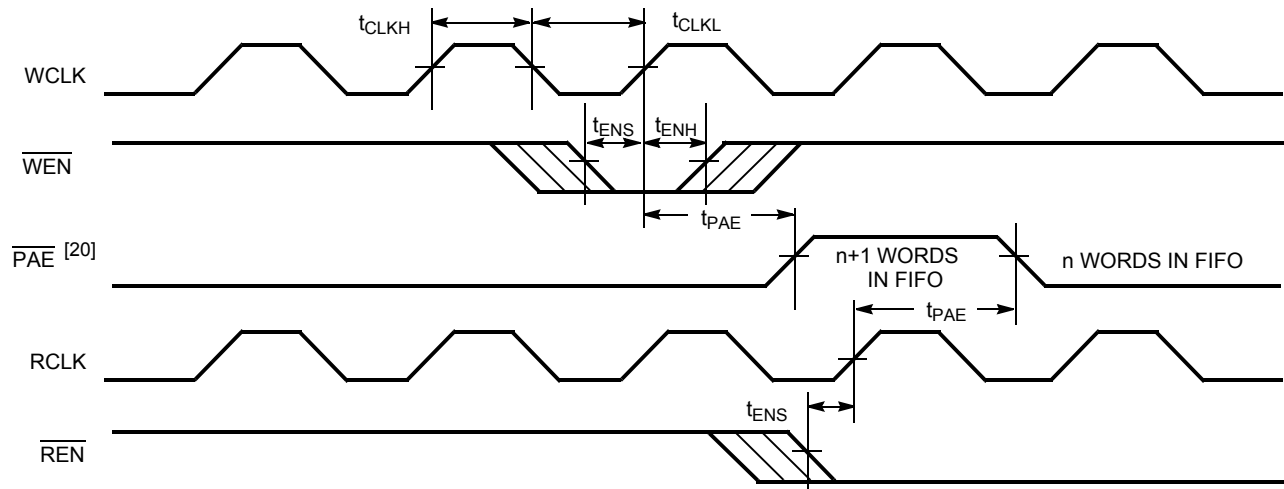 tCLKH
tCLKL
WCLK
tENS
tENH
WEN
tPAE
PAE [20]
n+1 WORDS
IN FIFO
n WORDS IN FIFO
tPAE
RCLK
tENS
REN